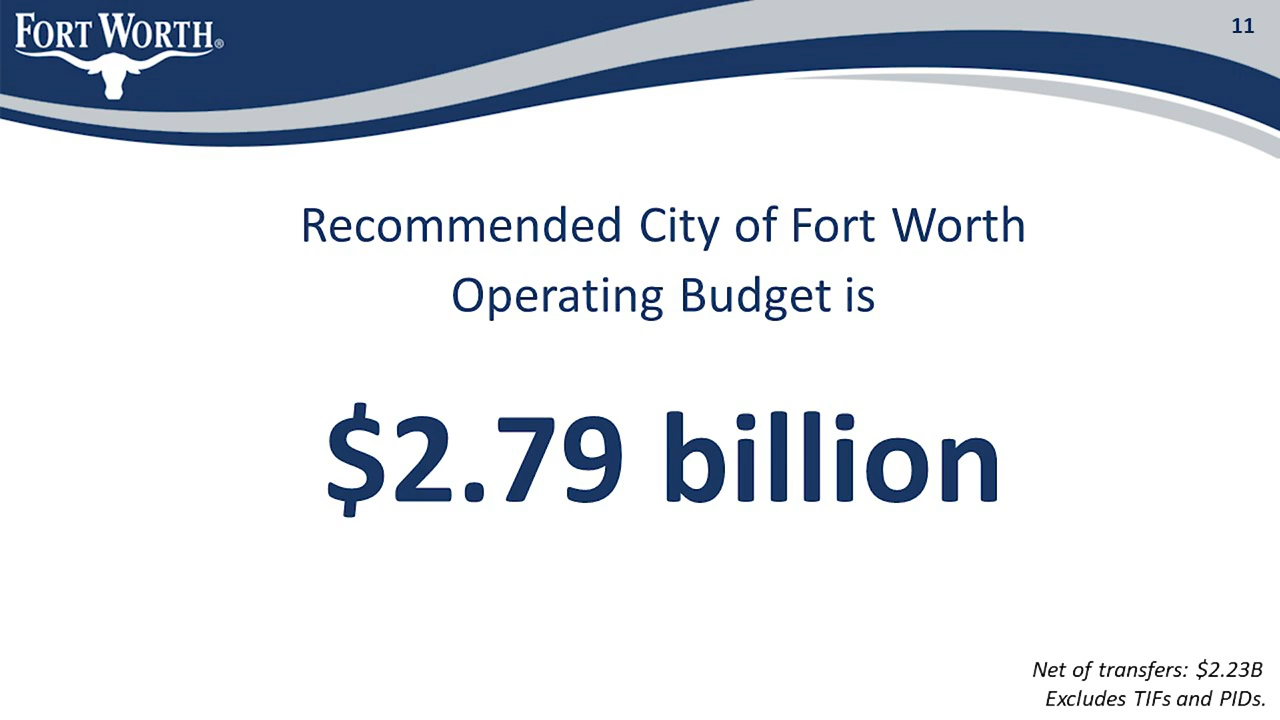 FORT WORTH®
11
Recommended City of Fort Worth
Operating Budget is
$2.79 billion
Net of transfers: $2.23B
Excludes TIFs and PIDs.